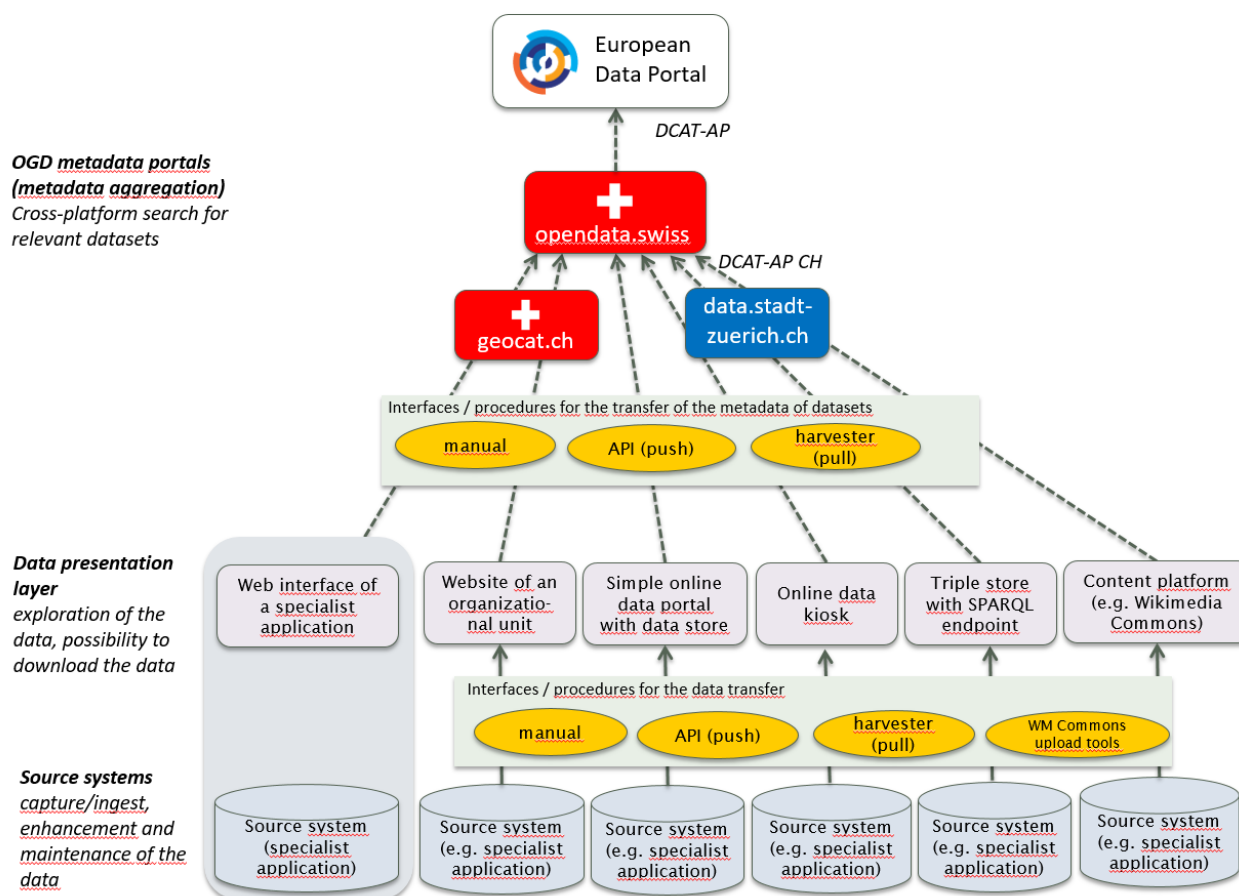 European
Data Portal
DCAT-AP
OGD metadata portals
(metadata aggregation)
Cross-platform search for
relevant datasets
opendata.swiss
DCAT-AP CH
geocat.ch
data.stadt-
zuerich.ch
Interfaces / procedures for the transfer of the metadata of datasets
manual
API (push)
harvester
(pull)
Data presentation
layer
exploration of the
data, possibility to
download the data
Web interface of
a specialist
application
Website of an
organizatio-
nal unit
Simple online
data portal
with data store
Online data
kiosk
Triple store
with SPARQL
endpoint
Content platform
(e.g. Wikimedia
Commons)
Interfaces / procedures for the data transfer
manual
API (push)
harvester
(pull)
WM Commons
upload tools
Source systems
capture/ingest,
enhancement and
maintenance of the
data
Source system
(specialist
application)
Source system
(e.g. specialist
application)
Source system
(e.g. specialist
application)
Source system
(e.g. specialist
application)
Source system
(e.g. specialist
application)
Source system
(e.g. specialist
application)